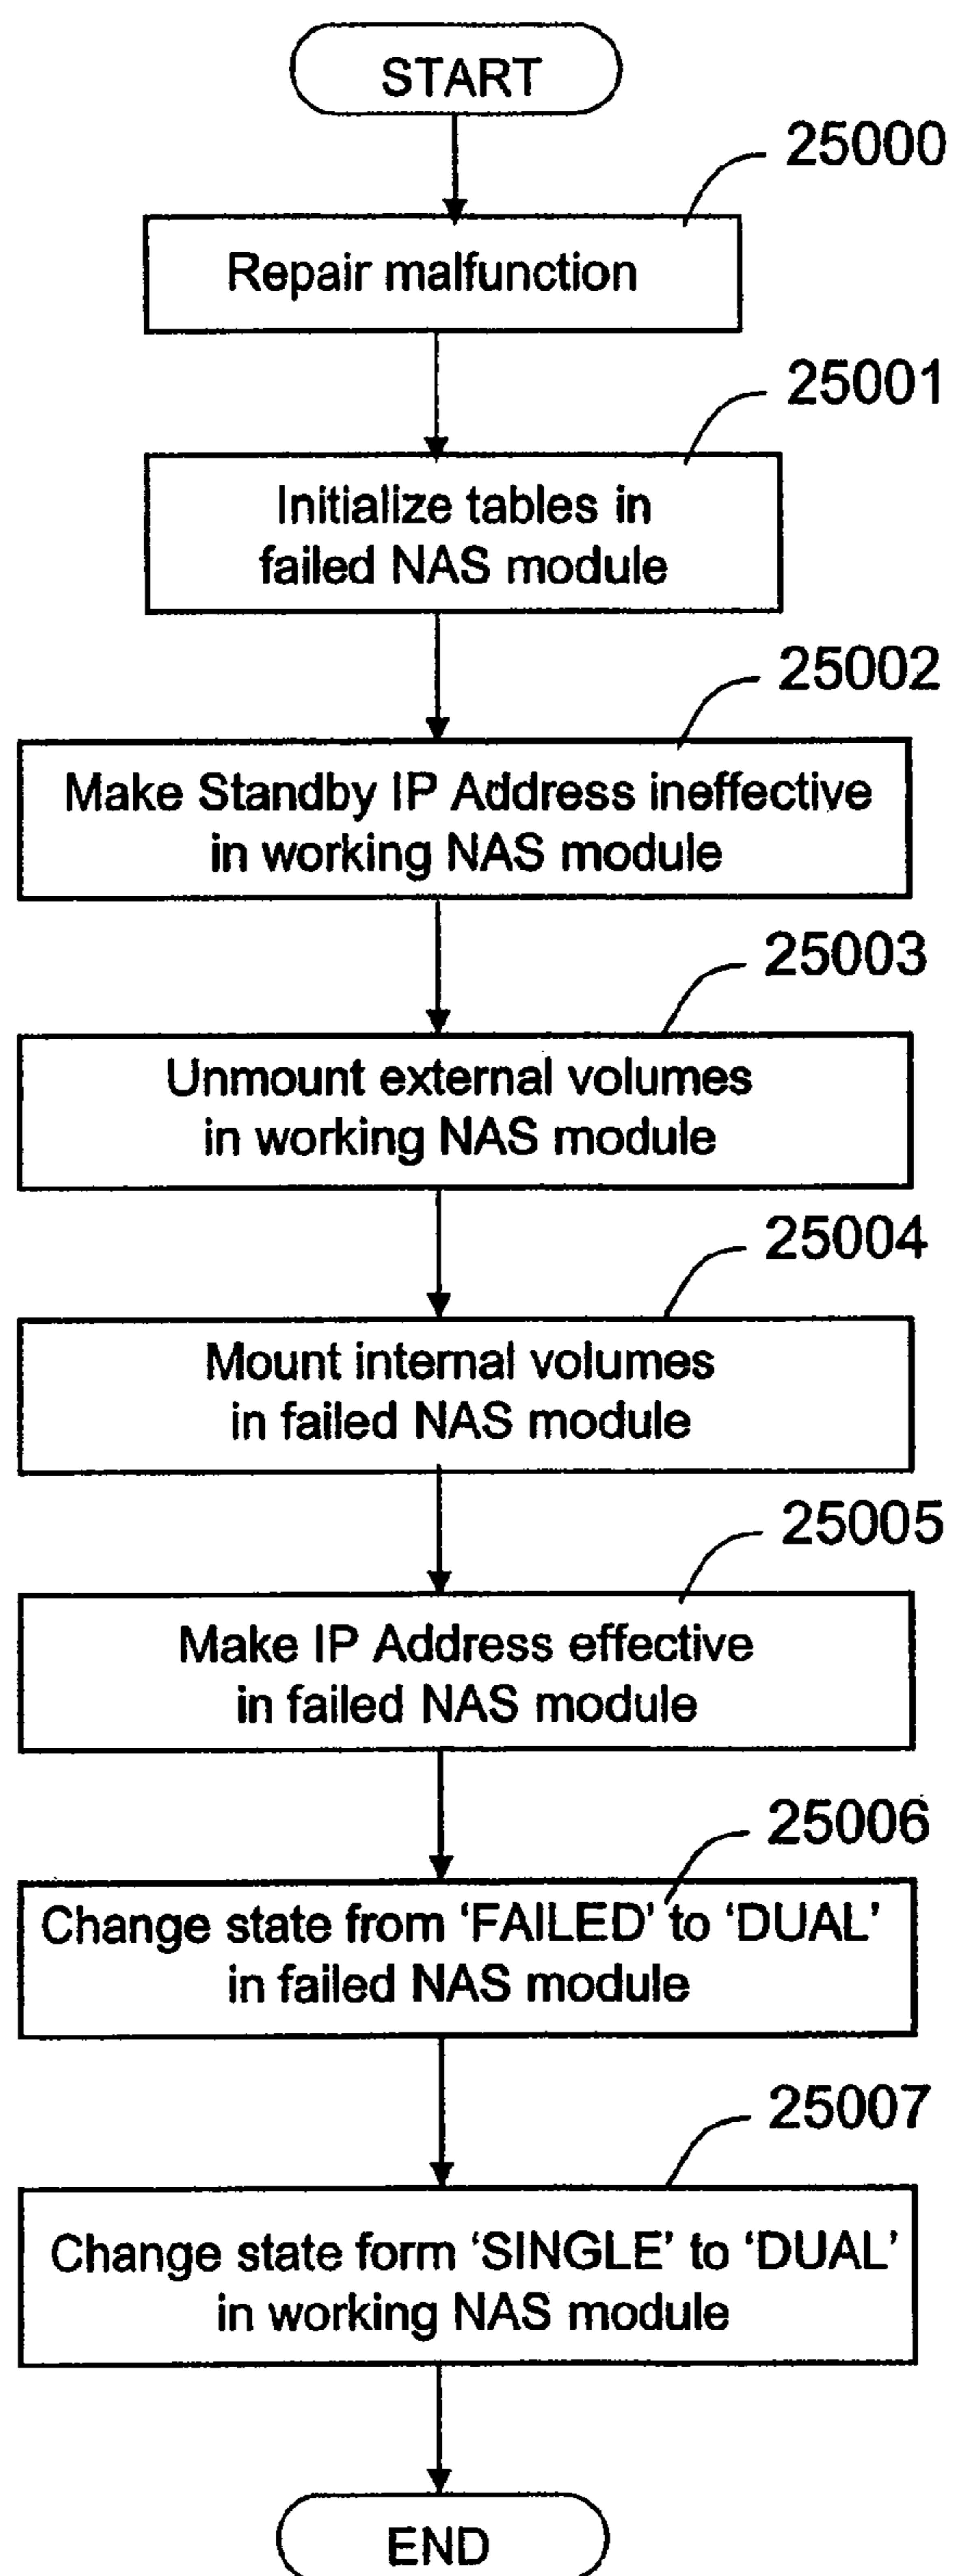 START
25000
Repair malfunction
25001
Initialize tables in
failed NAS module
25002
Make Standby IP Address ineffective
in working NAS module
25003
Unmount external volumes
in working NAS module
25004
Mount internal volumes
in failed NAS module
25005
Make IP Address effective
in failed NAS module
25006
Change state from ‘FAILED’ to ‘DUAL’
in failed NAS module
25007
Change state form ‘SINGLE’ to ‘DUAL’
in working NAS module
END